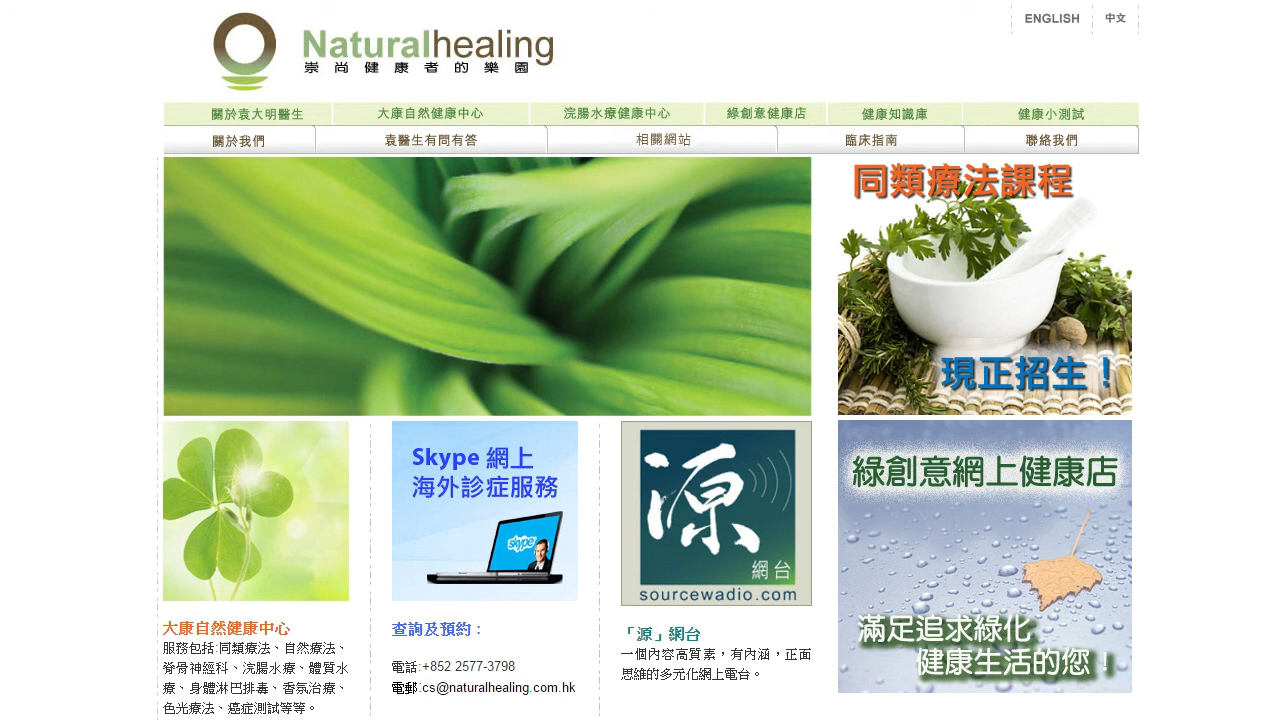 ENGLISH
中文
Naturalhealing
崇尚健康者的樂園
關於袁大明醫生
大康自然健康中心
浣腸水療健康中心
綠創意健康店
健康知識庫
健康小測試
關於我們
袁醫生有問有答
相關網站
臨床指南
聯絡我們
同類療法課程
現正招生！
Skype 網上
海外診症服務
skype
源
網台
sourcewadio.com
綠創意網上健康店
滿足追求綠化
健康生活的您！
大康自然健康中心
服務包括:同類療法、自然療法、
脊骨神經科、浣腸水療、體質水
療、身體淋巴排毒、香氛治療、
色光療法、癌症測試等等。
查詢及預約：
電話:+852 2577-3798
電郵:cs@naturalhealing.com.hk
「源」網台
一個內容高質素，有內涵，正面
思維的多元化網上電台。